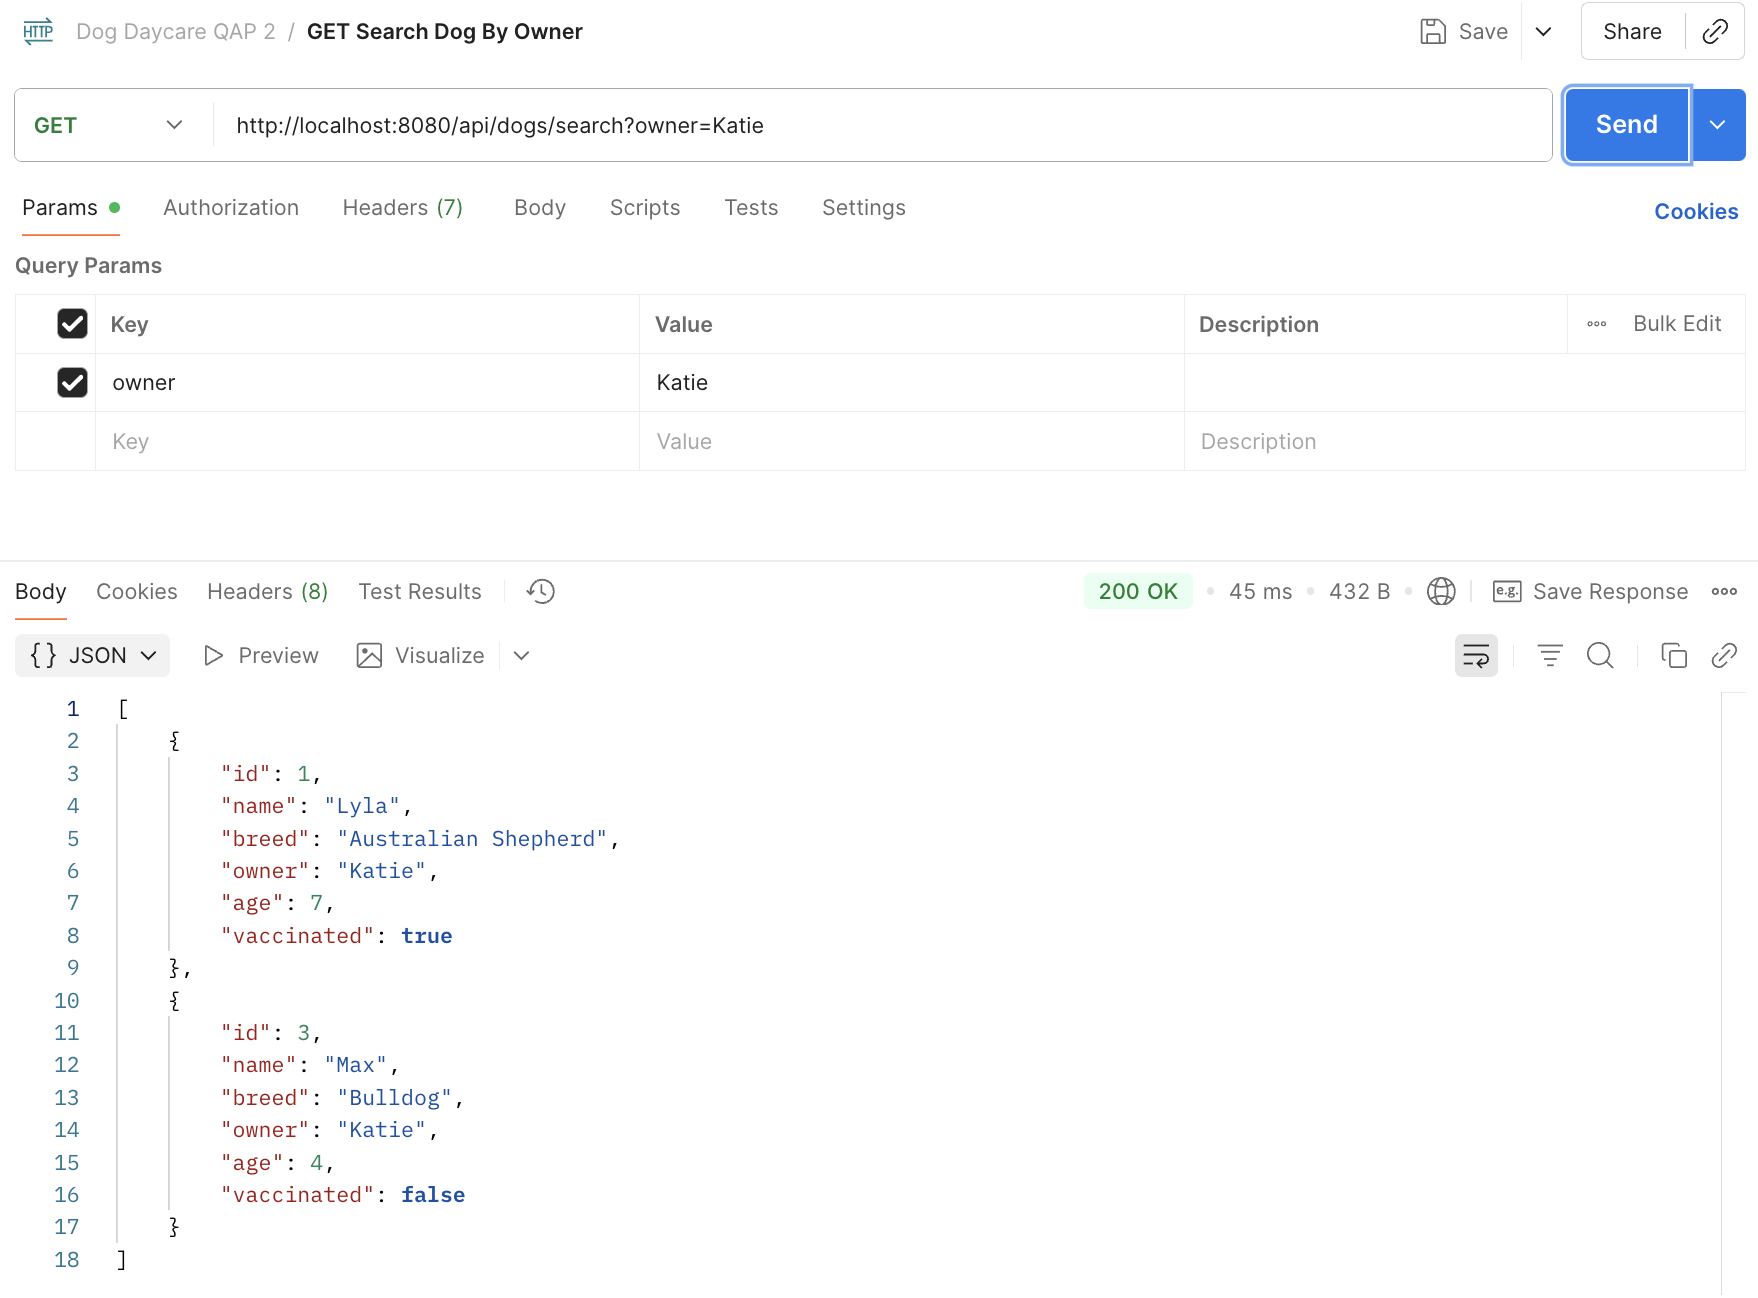 HTTP Dog Daycare QAP 2 / GET Search Dog By Owner Save Share
GET http://localhost:8080/api/dogs/search?owner=Katie Send
Params Authorization Headers (7) Body Scripts Tests Settings Cookies
Query Params
Key Value Description Bulk Edit
owner Katie
Key Value Description
Body Cookies Headers (8) Test Results 200 OK 45 ms 432 B e.g. Save Response
{} JSON Preview Visualize
1 [
2 {
3 "id": 1,
4 "name": "Lyla",
5 "breed": "Australian Shepherd",
6 "owner": "Katie",
7 "age": 7,
8 "vaccinated": true
9 },
10 {
11 "id": 3,
12 "name": "Max",
13 "breed": "Bulldog",
14 "owner": "Katie",
15 "age": 4,
16 "vaccinated": false
17 }
18 ]